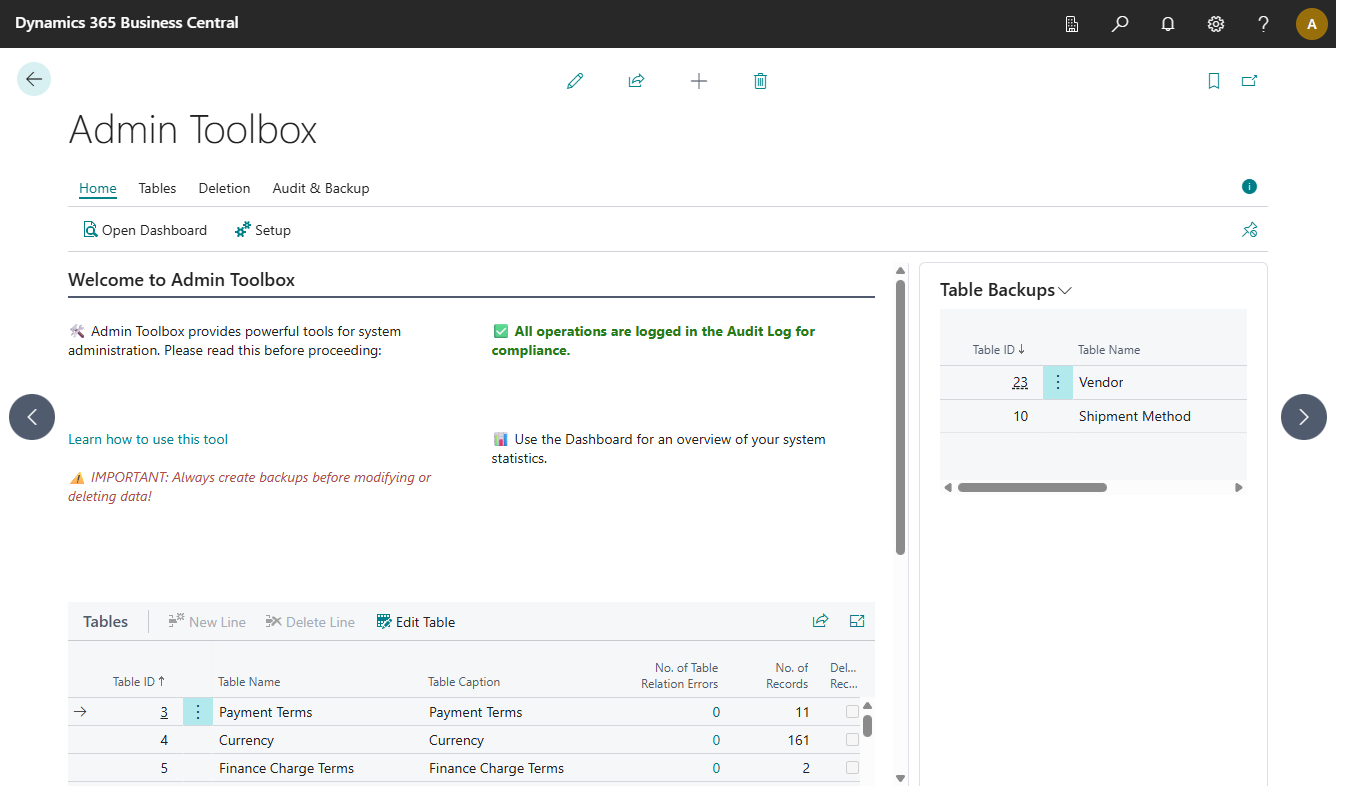 Dynamics 365 Business Central
A
Admin Toolbox
Home Tables Deletion Audit & Backup
Open Dashboard Setup
Welcome to Admin Toolbox
Admin Toolbox provides powerful tools for system
administration. Please read this before proceeding:
All operations are logged in the Audit Log for
compliance.
Learn how to use this tool
Use the Dashboard for an overview of your system
statistics.
IMPORTANT: Always create backups before modifying or
deleting data!
Tables New Line Delete Line Edit Table
No. of Table No. of Del...
Table ID ↑ Table Name Table Caption Relation Errors Records Rec...
3 Payment Terms Payment Terms 0 11
4 Currency Currency 0 161
5 Finance Charge Terms Finance Charge Terms 0 2
Table Backups
Table ID ↓ Table Name
23 Vendor
10 Shipment Method